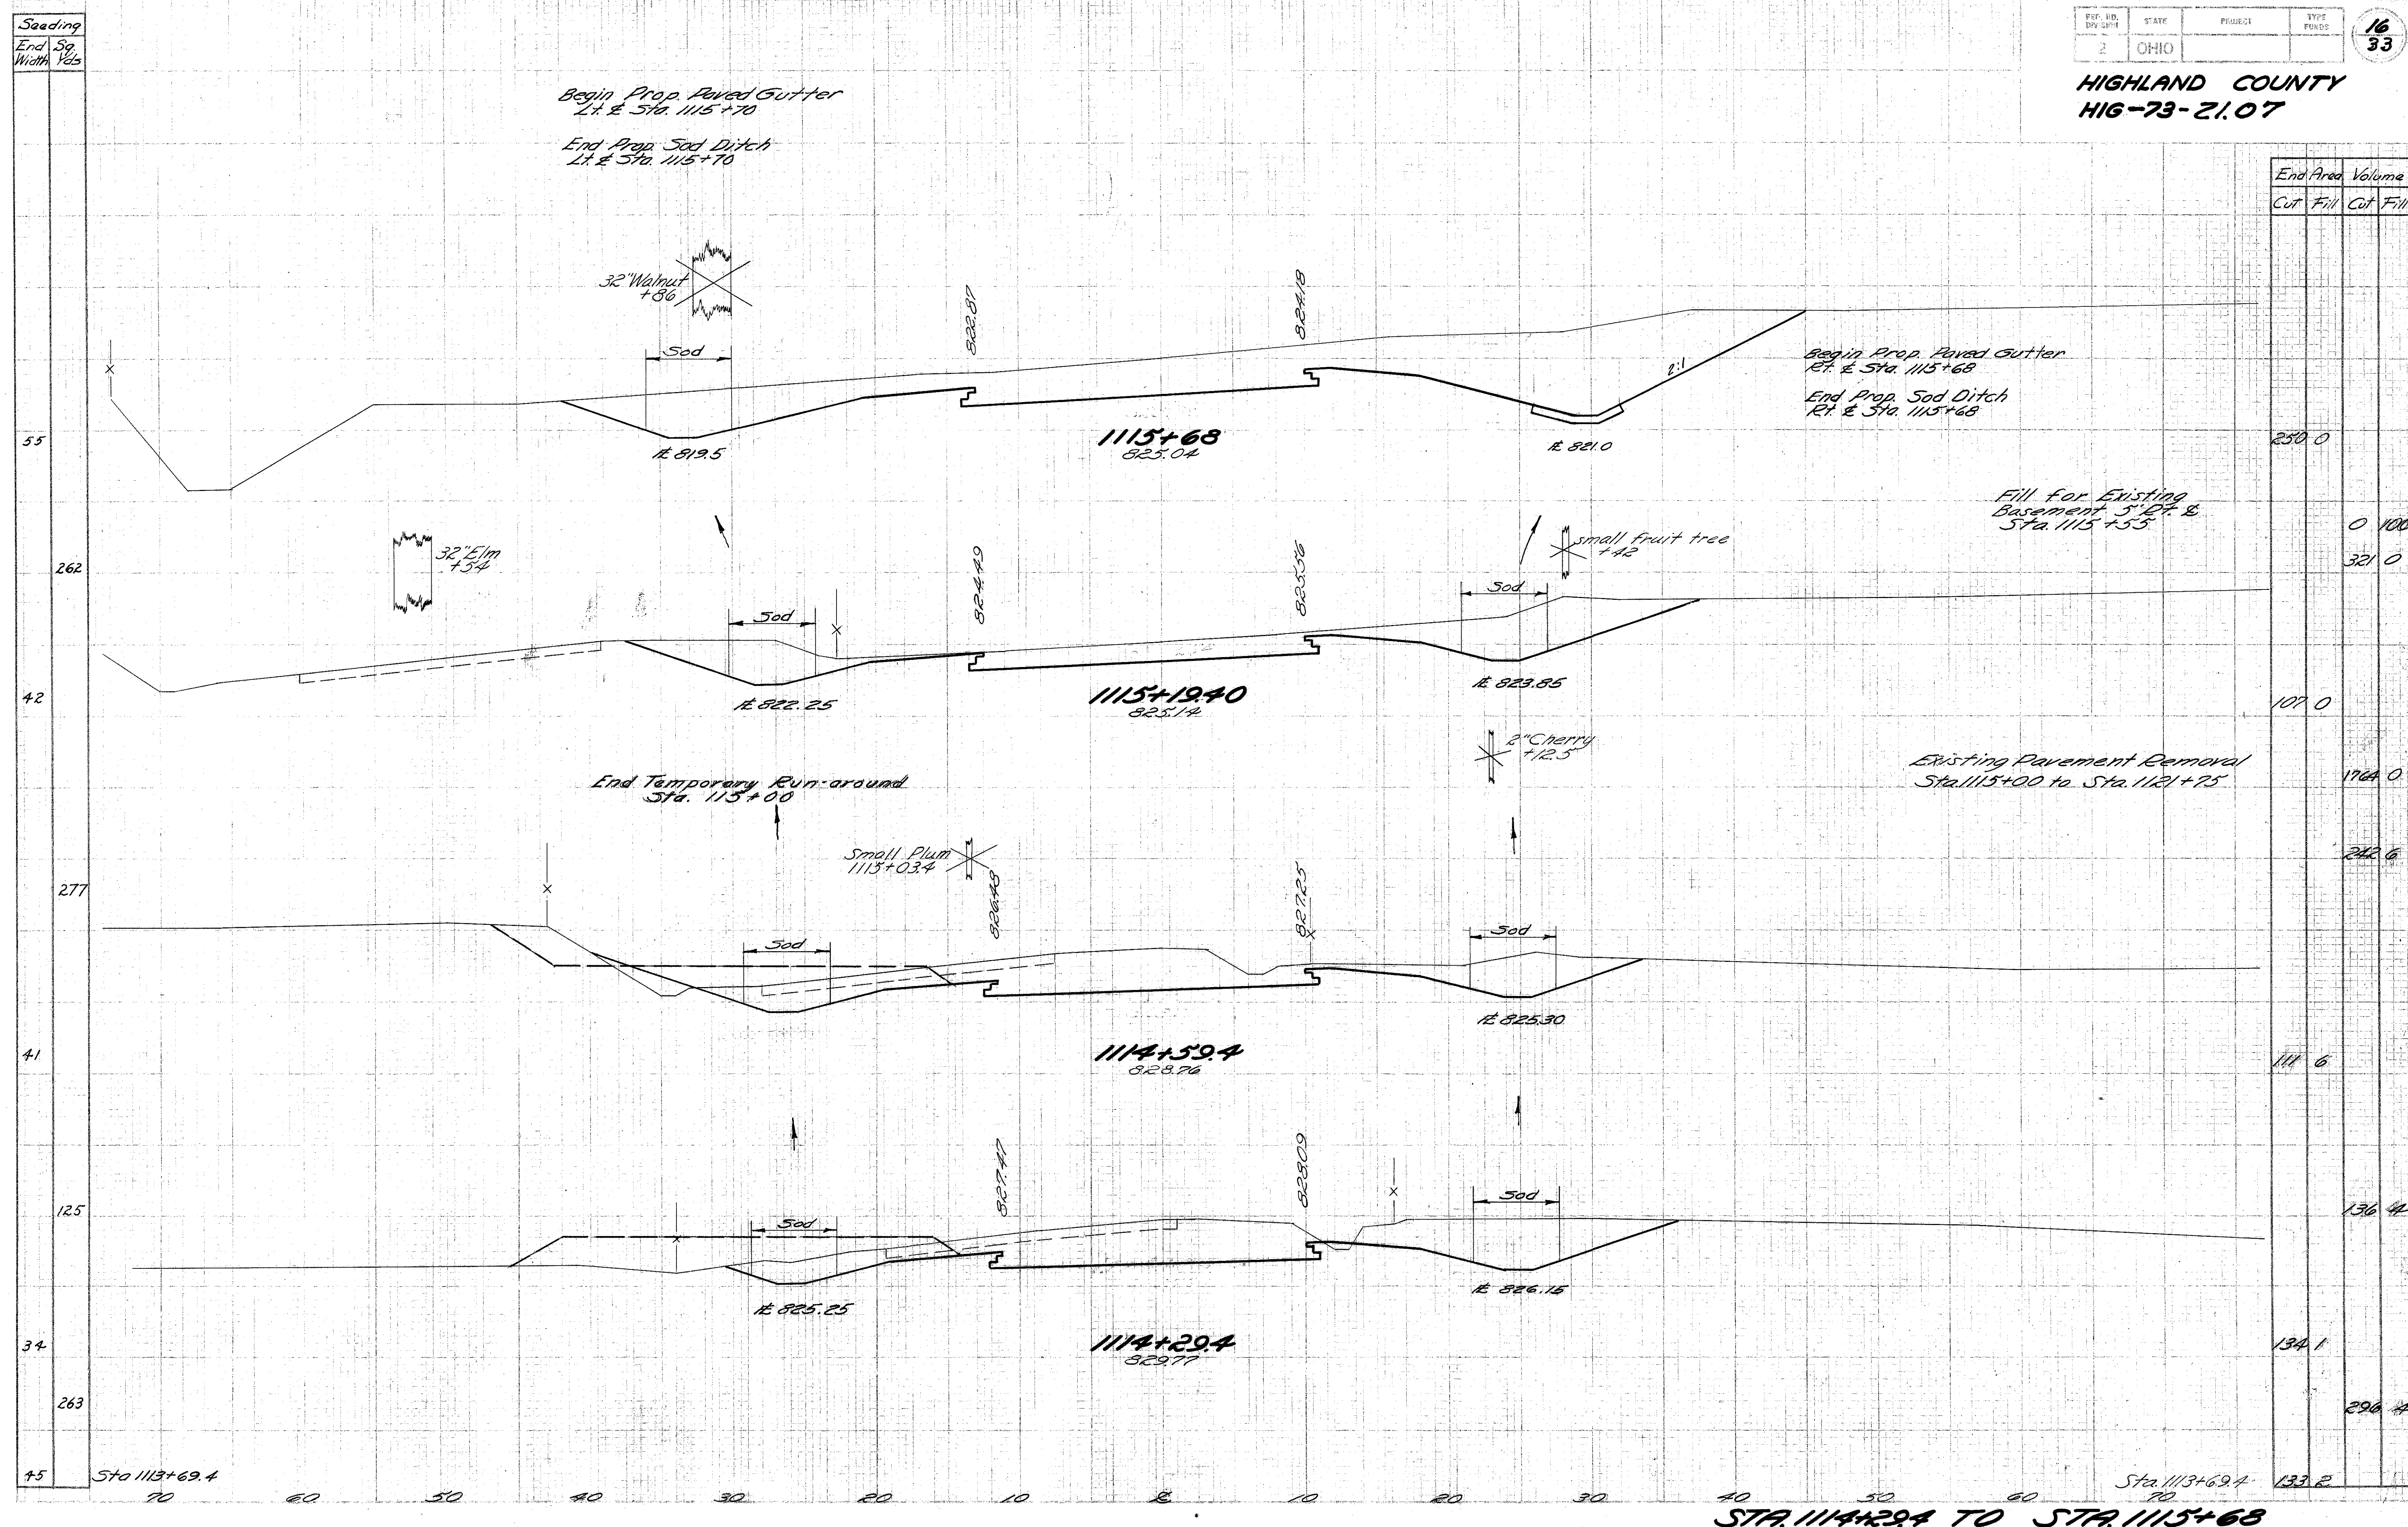 Seeding
End Width
Sq. Yds
FED. RD. DIVISION
STATE
PROJECT
TYPE FUNDS
2
OHIO
16
33
HIGHLAND COUNTY
HIG-73-21.07
End Area
Volume
Cut Fill Cut Fill
Begin Prop. Paved Gutter
Lt. ℄ Sta. 1115+70
End Prop. Sod Ditch
Lt. ℄ Sta. 1115+70
32" Walnut
+86
Sod
822.87
824.18
2:1
Begin Prop. Paved Gutter
Rt. ℄ Sta. 1115+68
End Prop. Sod Ditch
Rt. ℄ Sta. 1115+68
55
819.5
1115+68
825.04
821.0
250 0
Fill for Existing
Basement 5' Rt. ℄
Sta. 1115+55
0 100
32" Elm
+54
824.49
825.56
small fruit tree
+42
262
321 0
Sod
Sod
42
822.25
1115+19.40
825.14
823.85
107 0
2" Cherry
+12.5
Existing Pavement Removal
Sta. 1115+00 to Sta. 1121+75
1764 0
End Temporary Run-around
Sta. 115+00
Small Plum
1115+03.4
277
242 6
826.48
827.25
Sod
Sod
825.30
41
1114+59.4
828.76
111 6
125
827.47
828.09
136 4
Sod
Sod
825.25
826.15
34
1114+29.4
829.77
134 1
263
296 4
45
Sta 1113+69.4
Sta. 1113+69.4
133 2
70 60 50 40 30 20 10 ℄ 10 20 30 40 50 60 70
STA. 1114+29.4 TO STA. 1115+68